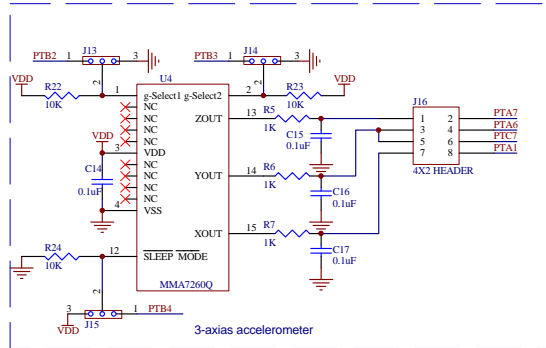 PTB2 1 J13 3
2
PTB3 1 J14 3
2
U4
VDD
R22
10K
1
g-Select1 g-Select2
2
R23
10K
VDD
NC
NC
NC
NC
ZOUT
13
R5
1K
C15
0.1uF
J16
1 2 PTA7
3 4 PTA6
5 6 PTC7
7 8 PTA1
4X2 HEADER
VDD
3
VDD
C14
0.1uF
NC
NC
NC
NC
4
VSS
YOUT
14
R6
1K
C16
0.1uF
XOUT
15
R7
1K
C17
0.1uF
R24
10K
12
SLEEP MODE
MMA7260Q
2
3 1 PTB4
VDD
J15
3-axias accelerometer